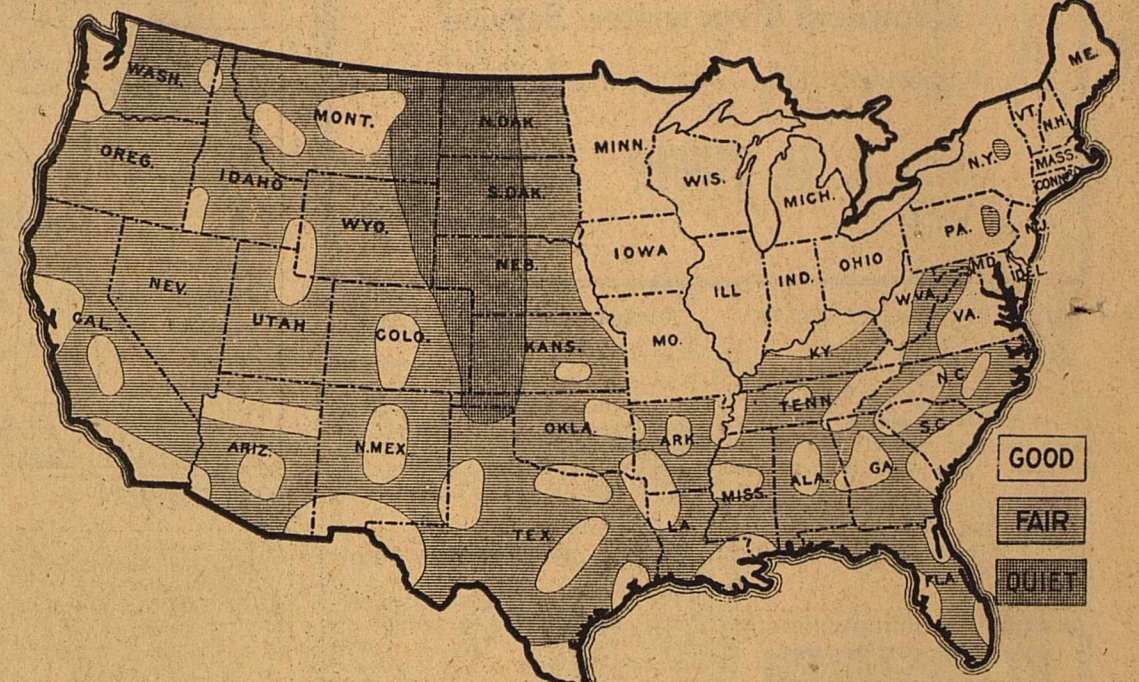 WASH.
MONT.
N.DAK.
MINN.
ME.
VT.
N.H.
OREG.
IDAHO
S.DAK.
WIS.
MICH.
N.Y.
MASS.
CONN.
WYO.
NEB.
IOWA
PA.
N.J.
NEV.
UTAH
COLO.
KANS.
MO.
ILL
IND.
OHIO
MD.
DEL
W.VA.
VA.
CAL.
KY.
TENN
N.C.
ARIZ.
N.MEX.
OKLA.
ARK
S.C.
MISS.
ALA.
GA.
TEX
LA.
FLA
GOOD
FAIR
QUIET